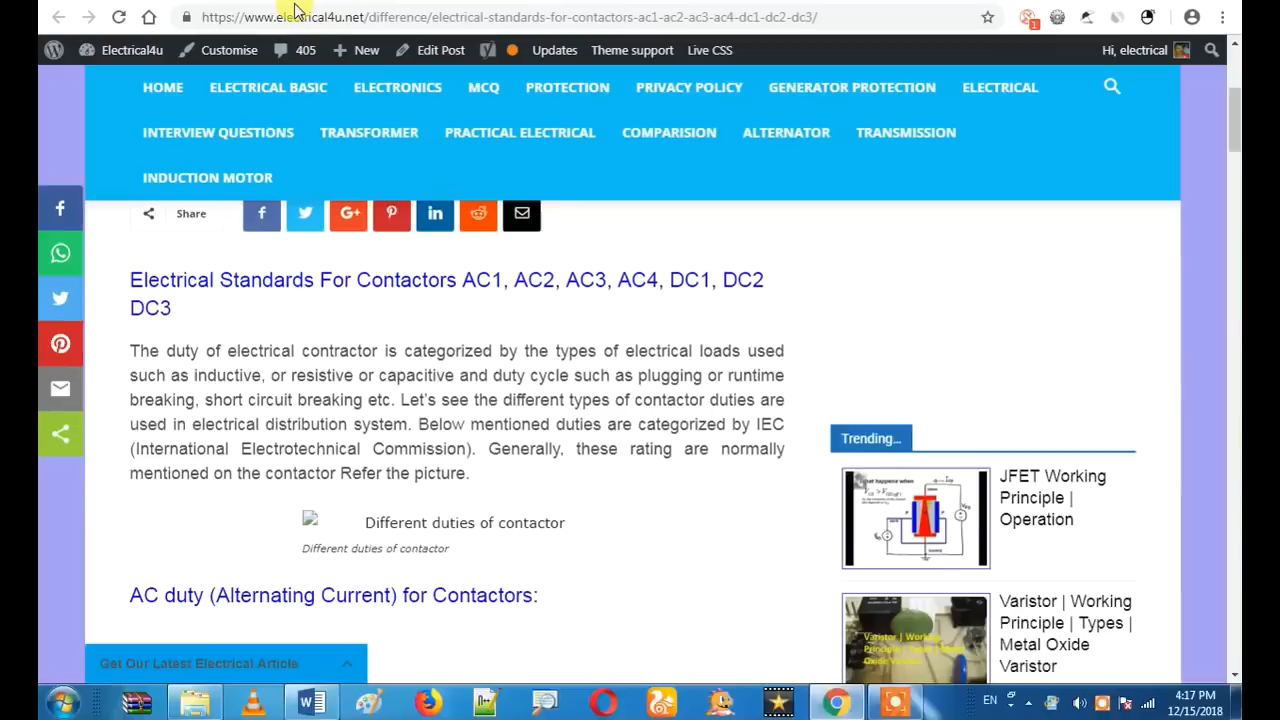 https://www.electrical4u.net/difference/electrical-standards-for-contactors-ac1-ac2-ac3-ac4-dc1-dc2-dc3/
1
Electrical4u
Customise
405
New
Edit Post
Updates
Theme support
Live CSS
Hi, electrical
HOME
ELECTRICAL BASIC
ELECTRONICS
MCQ
PROTECTION
PRIVACY POLICY
GENERATOR PROTECTION
ELECTRICAL
INTERVIEW QUESTIONS
TRANSFORMER
PRACTICAL ELECTRICAL
COMPARISION
ALTERNATOR
TRANSMISSION
INDUCTION MOTOR
Share
Electrical Standards For Contactors AC1, AC2, AC3, AC4, DC1, DC2
DC3
The duty of electrical contractor is categorized by the types of electrical loads used
such as inductive, or resistive or capacitive and duty cycle such as plugging or runtime
breaking, short circuit breaking etc. Let's see the different types of contactor duties are
used in electrical distribution system. Below mentioned duties are categorized by IEC
(International Electrotechnical Commission). Generally, these rating are normally
mentioned on the contactor Refer the picture.
Different duties of contactor
Different duties of contactor
AC duty (Alternating Current) for Contactors:
Trending...
JFET Working
Principle |
Operation
Varistor | Working
Principle | Types |
Metal Oxide
Varistor
Get Our Latest Electrical Article
EN
4:17 PM
12/15/2018